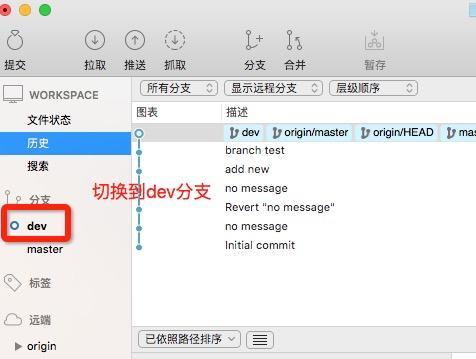 提交 拉取 推送 抓取 分支 合并 暂存
WORKSPACE
文件状态
历史
搜索
分支
dev
master
标签
远端
origin
所有分支 显示远程分支 层级顺序
图表 描述
dev origin/master origin/HEAD mas
branch test
add new
no message
切换到dev分支
Revert "no message"
no message
Initial commit
已依照路径排序